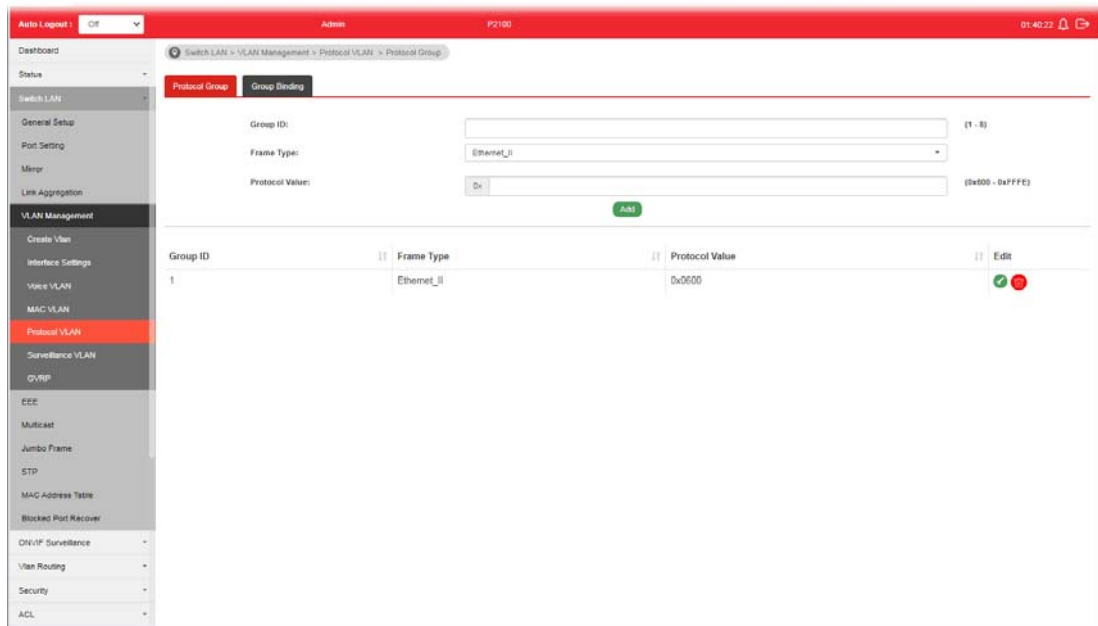 Auto Logout : Off Admin P2100 01:40:22
Dashboard
Status
Switch LAN
General Setup
Port Setting
Mirror
Link Aggregation
VLAN Management
Create Vlan
Interface Settings
Voice VLAN
MAC VLAN
Protocol VLAN
Surveillance VLAN
GVRP
EEE
Multicast
Jumbo Frame
STP
MAC Address Table
Blocked Port Recover
ONVIF Surveillance
Vlan Routing
Security
ACL
Switch LAN > VLAN Management > Protocol VLAN > Protocol Group
Protocol Group Group Binding
Group ID: (1 - 8)
Frame Type: Ethernet_II
Protocol Value: 0x (0x600 - 0xFFFE)
Add
Group ID Frame Type Protocol Value Edit
1 Ethernet_II 0x0600